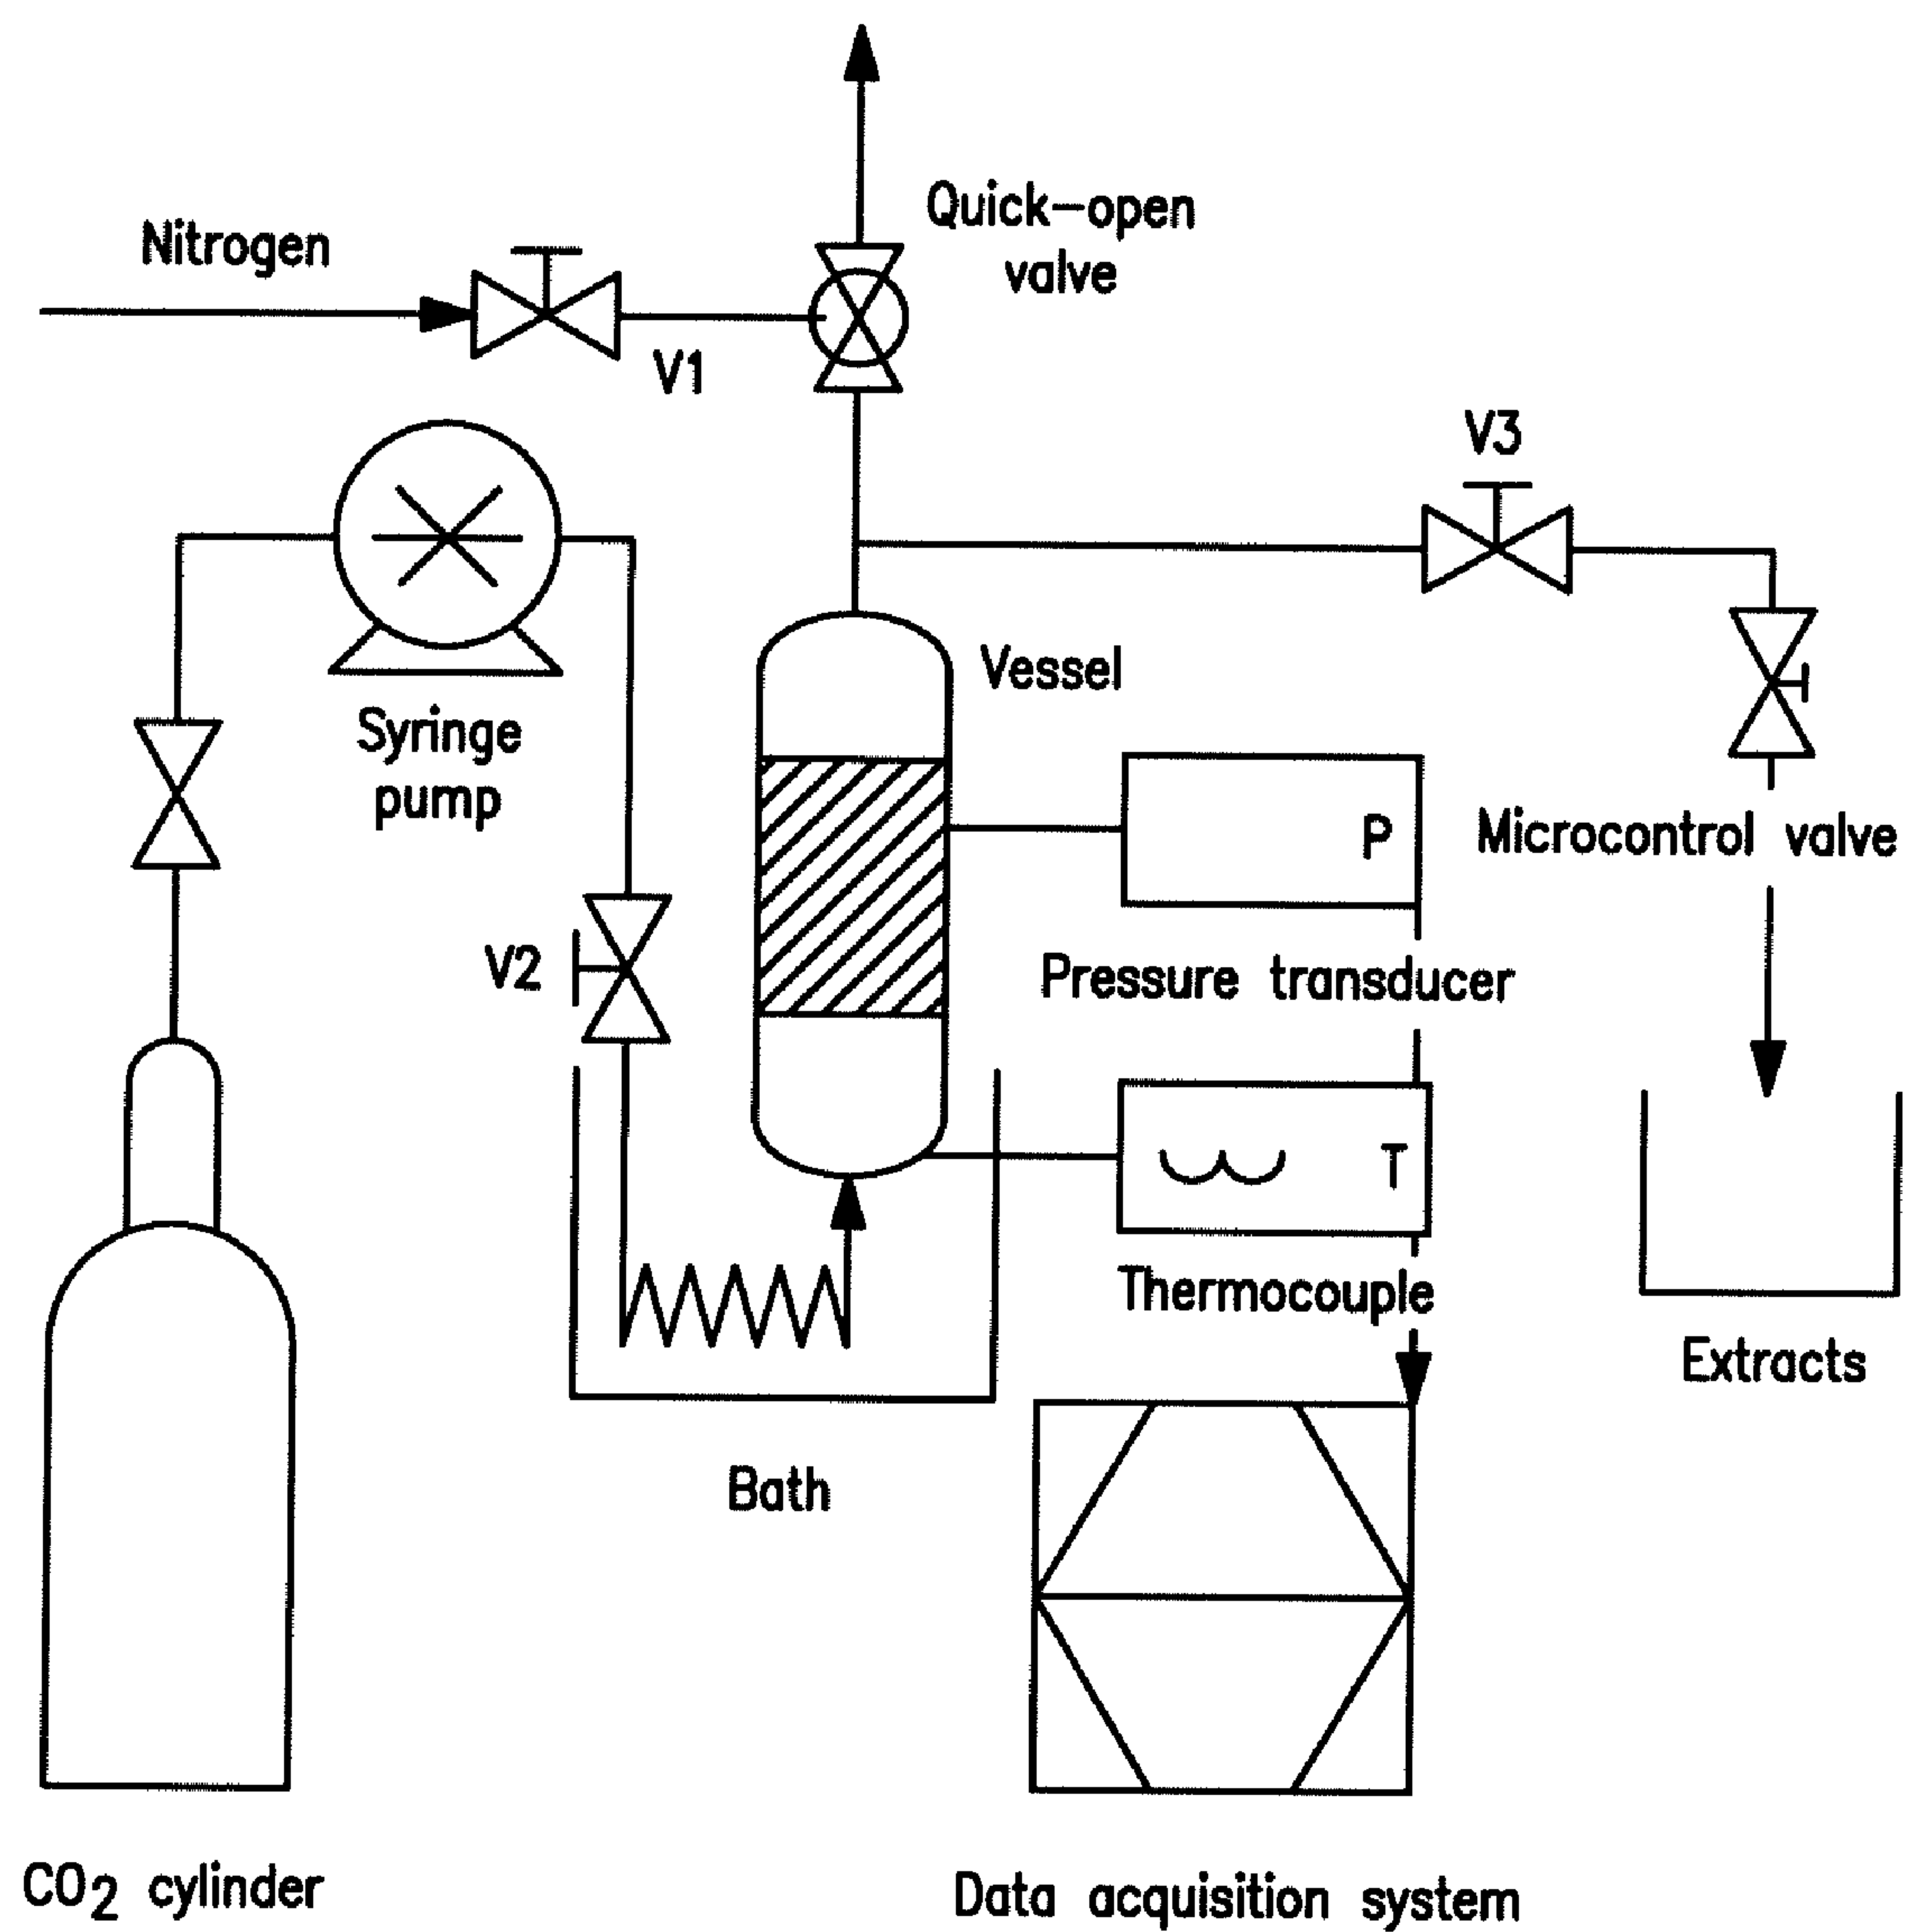 Quick-open
valve
Nitrogen
V1
V3
Vessel
Syringe
pump
P
Microcontrol valve
V2
Pressure transducer
T
Thermocouple
Extracts
Bath
CO2 cylinder
Data acquisition system